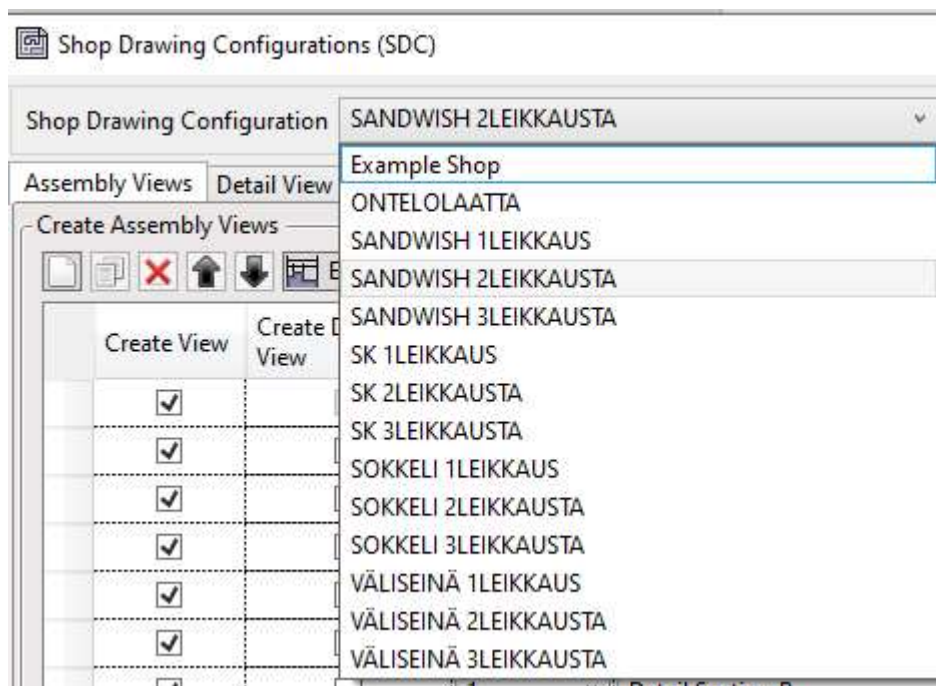 Shop Drawing Configurations (SDC)
Shop Drawing Configuration SANDWISH 2LEIKKAUSTA
Example Shop
Assembly Views Detail View
ONTELOLAATTA
Create Assembly Views
SANDWISH 1LEIKKAUS
SANDWISH 2LEIKKAUSTA
SANDWISH 3LEIKKAUSTA
Create View
Create
View
SK 1LEIKKAUS
SK 2LEIKKAUSTA
SK 3LEIKKAUSTA
SOKKELI 1LEIKKAUS
SOKKELI 2LEIKKAUSTA
SOKKELI 3LEIKKAUSTA
VÄLISEINÄ 1LEIKKAUS
VÄLISEINÄ 2LEIKKAUSTA
VÄLISEINÄ 3LEIKKAUSTA